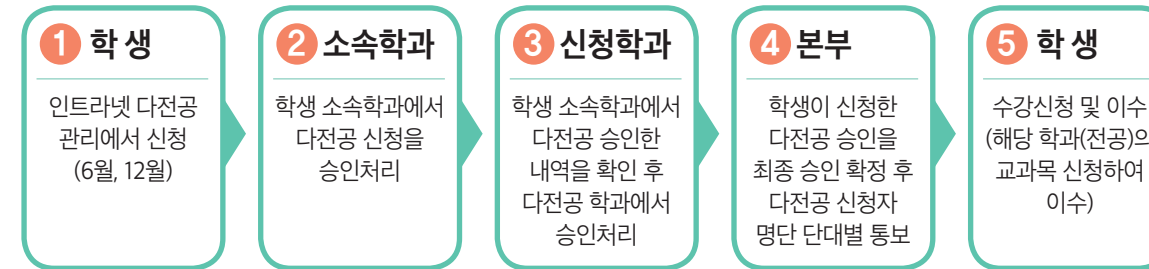 1 학 생
인트라넷 다전공
관리에서 신청
(6월, 12월)
2 소속학과
학생 소속학과에서
다전공 신청을
승인처리
3 신청학과
학생 소속학과에서
다전공 승인한
내역을 확인 후
다전공 학과에서
승인처리
4 본부
학생이 신청한
다전공 승인을
최종 승인 확정 후
다전공 신청자
명단 단대별 통보
5 학 생
수강신청 및 이수
(해당 학과(전공)의
교과목 신청하여
이수)